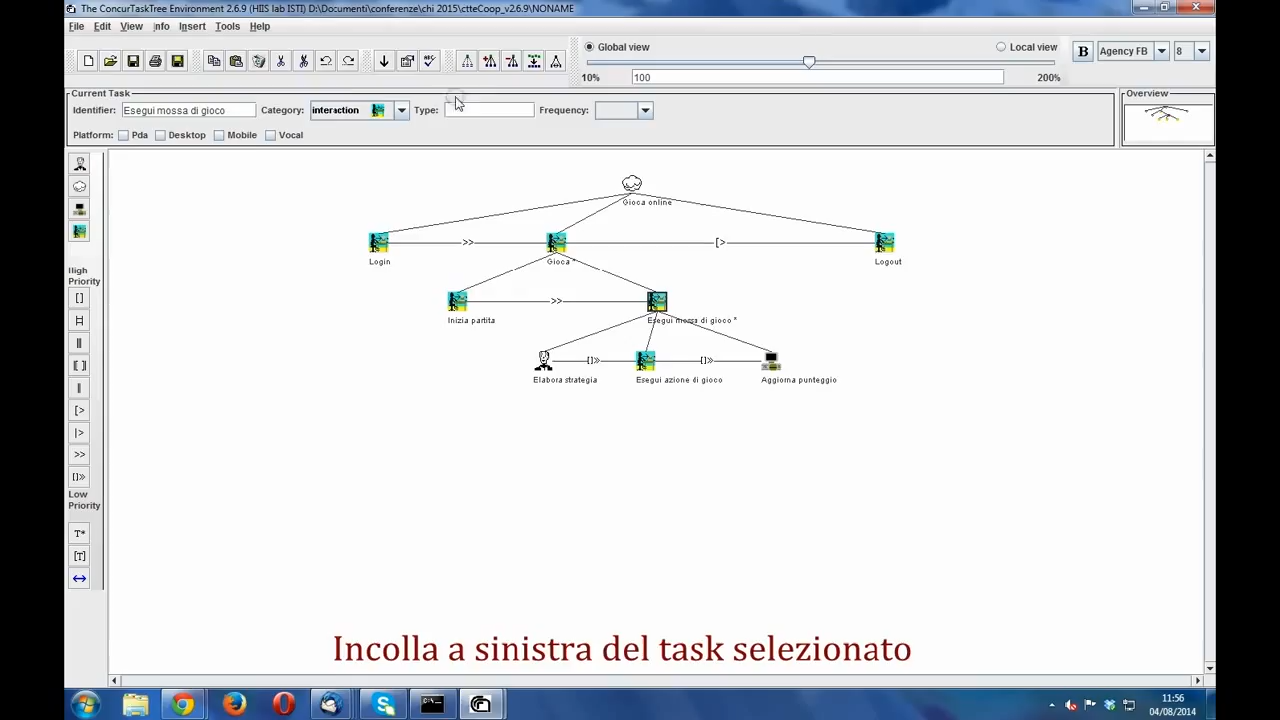 The ConcurTaskTree Environment 2.6.9 (HIIS lab ISTI) D:\Documenti\conferenze\chi 2015\ctteCoop_v2.6.9\NONAME
File Edit View Info Insert Tools Help
Global view
Local view
B
Agency FB
8
10%
100
200%
Current Task
Identifier: Esegui mossa di gioco Category: interaction Type: Frequency:
Platform: Pda Desktop Mobile Vocal
Overview
Gioca online
>>
[>
Login
Gioca *
Logout
>>
Inizia partita
Esegui mossa di gioco *
[]>>
[]>>
Elabora strategia
Esegui azione di gioco
Aggiorna punteggio
High
Priority
[]
|=|
|||
[[ ]]
||
[>
|>
>>
[]>>
Low
Priority
T*
[T]
Incolla a sinistra del task selezionato
11:56
04/08/2014